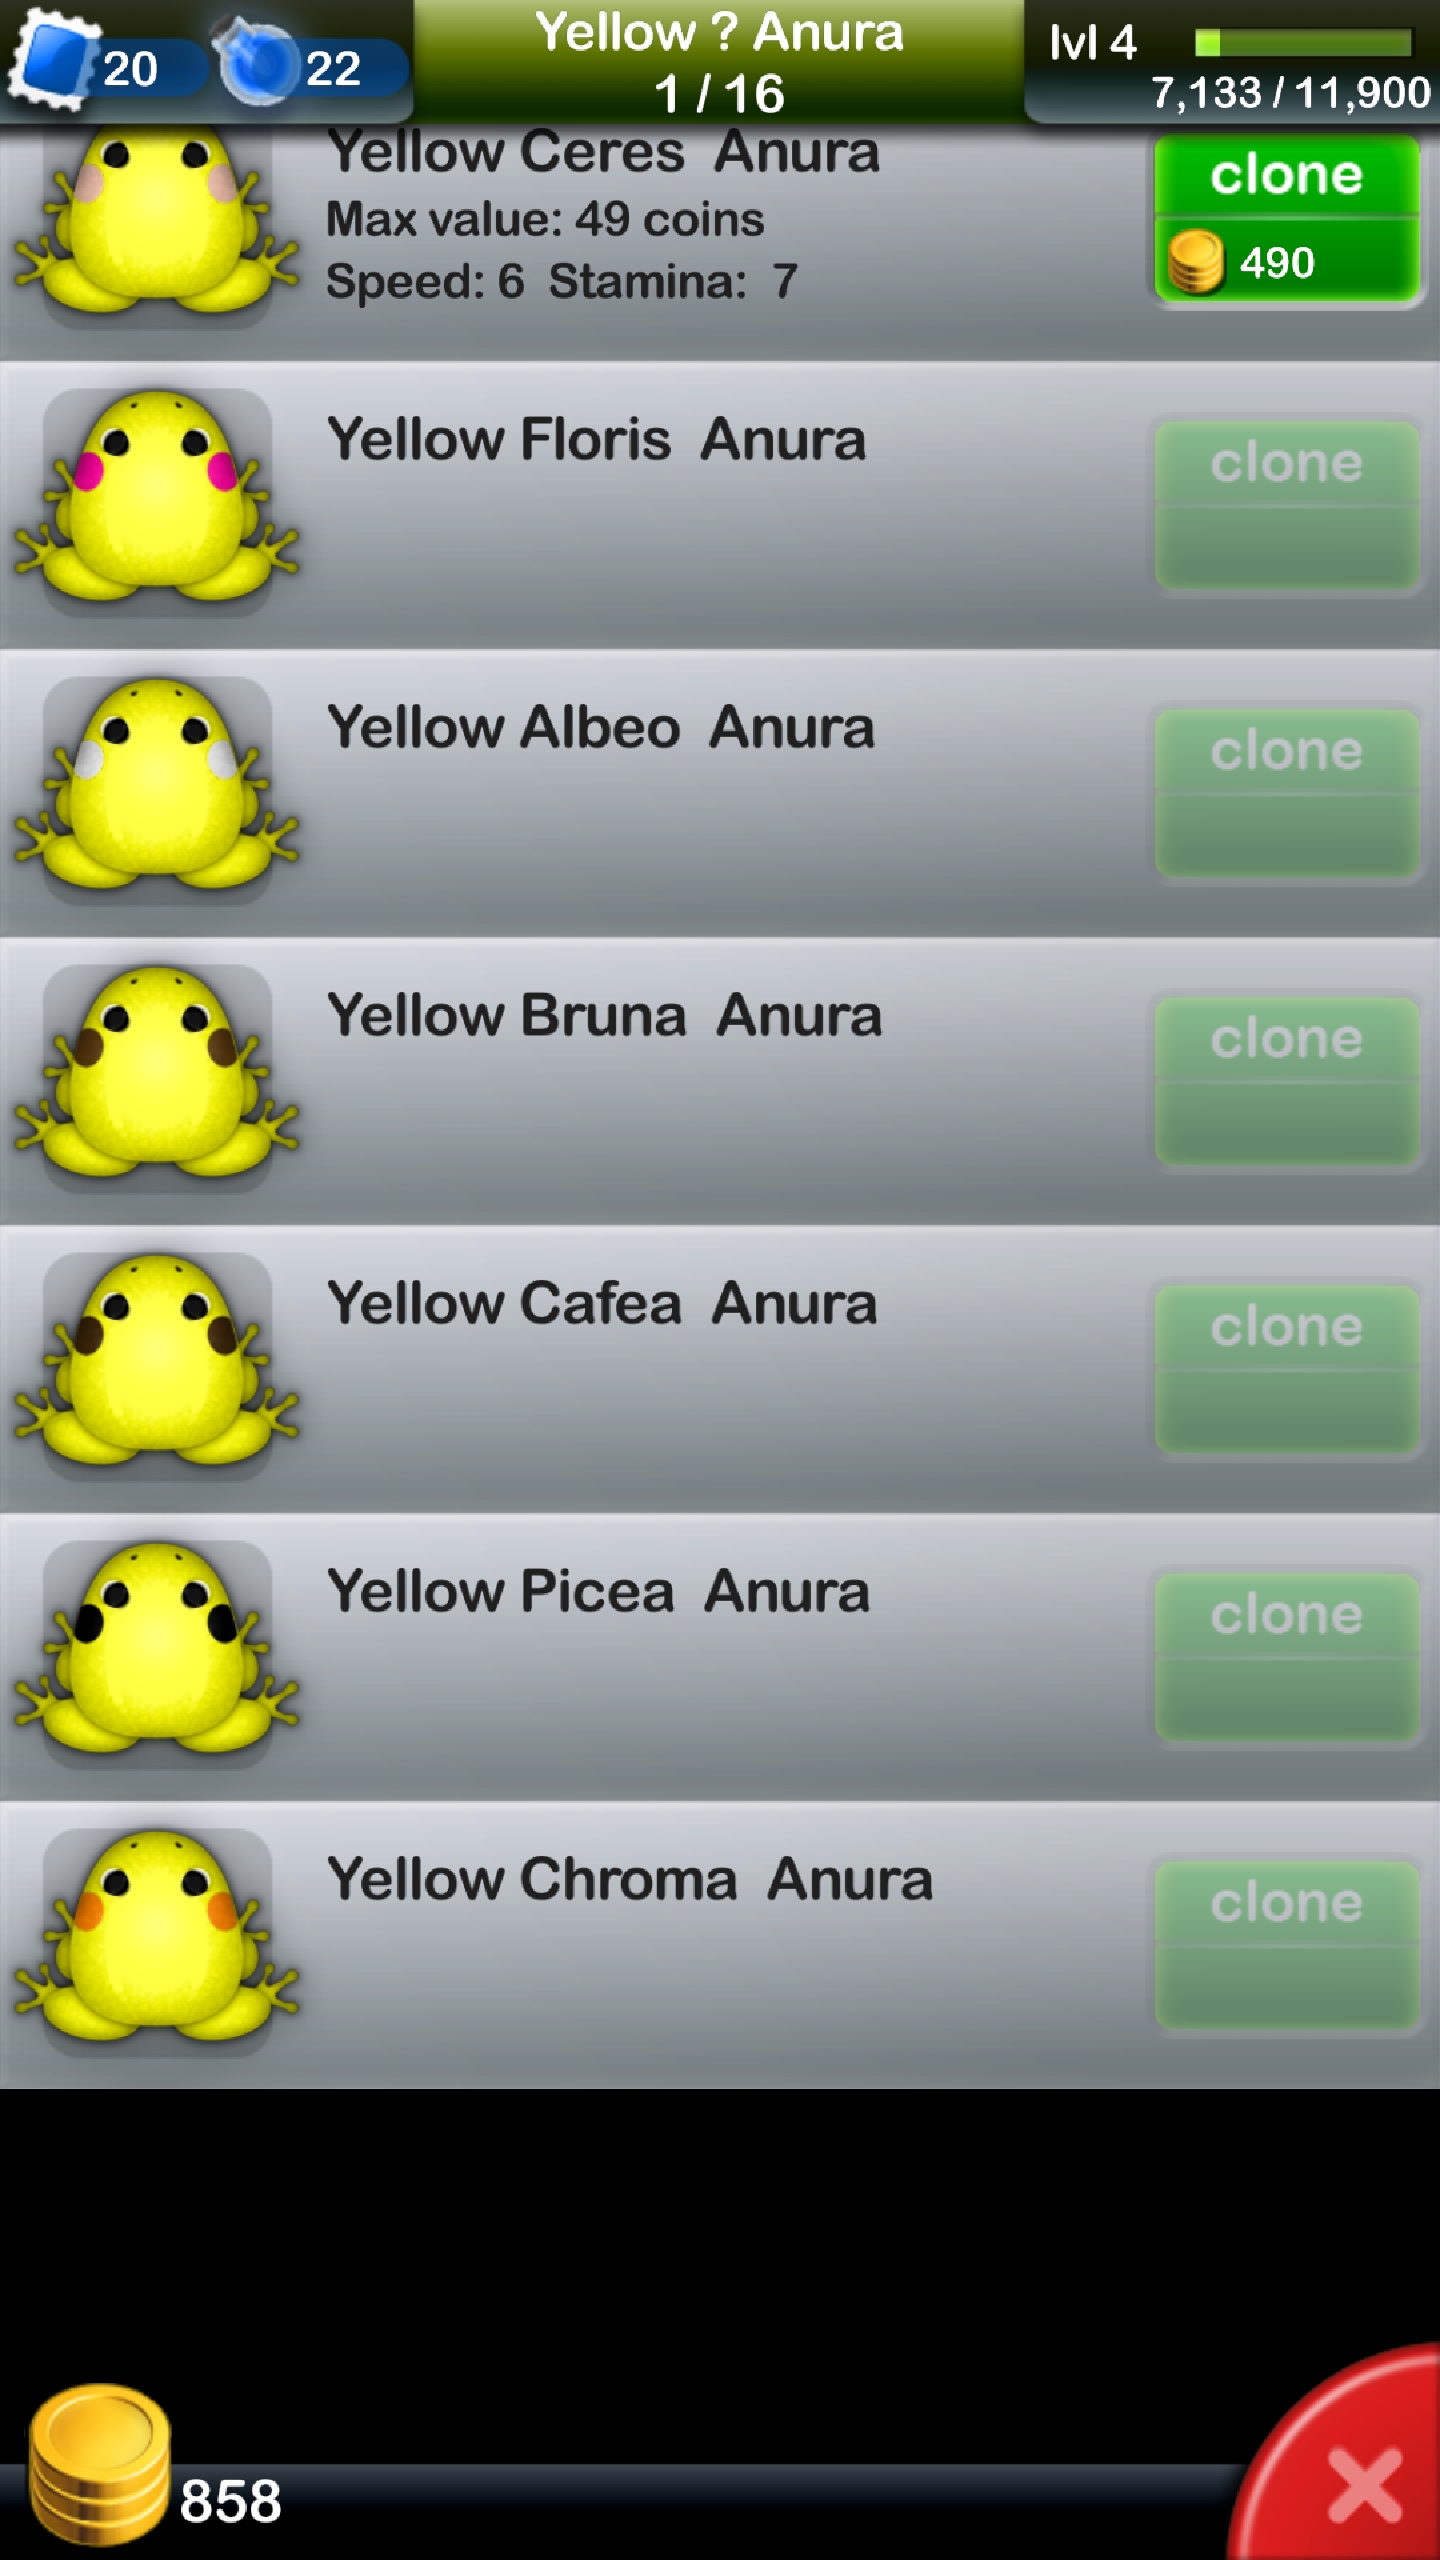 20
22
Yellow ? Anura
1 / 16
lvl 4
7,133 / 11,900
Yellow Ceres Anura
Max value: 49 coins
Speed: 6 Stamina: 7
clone
490
Yellow Floris Anura
clone
Yellow Albeo Anura
clone
Yellow Bruna Anura
clone
Yellow Cafea Anura
clone
Yellow Picea Anura
clone
Yellow Chroma Anura
clone
858